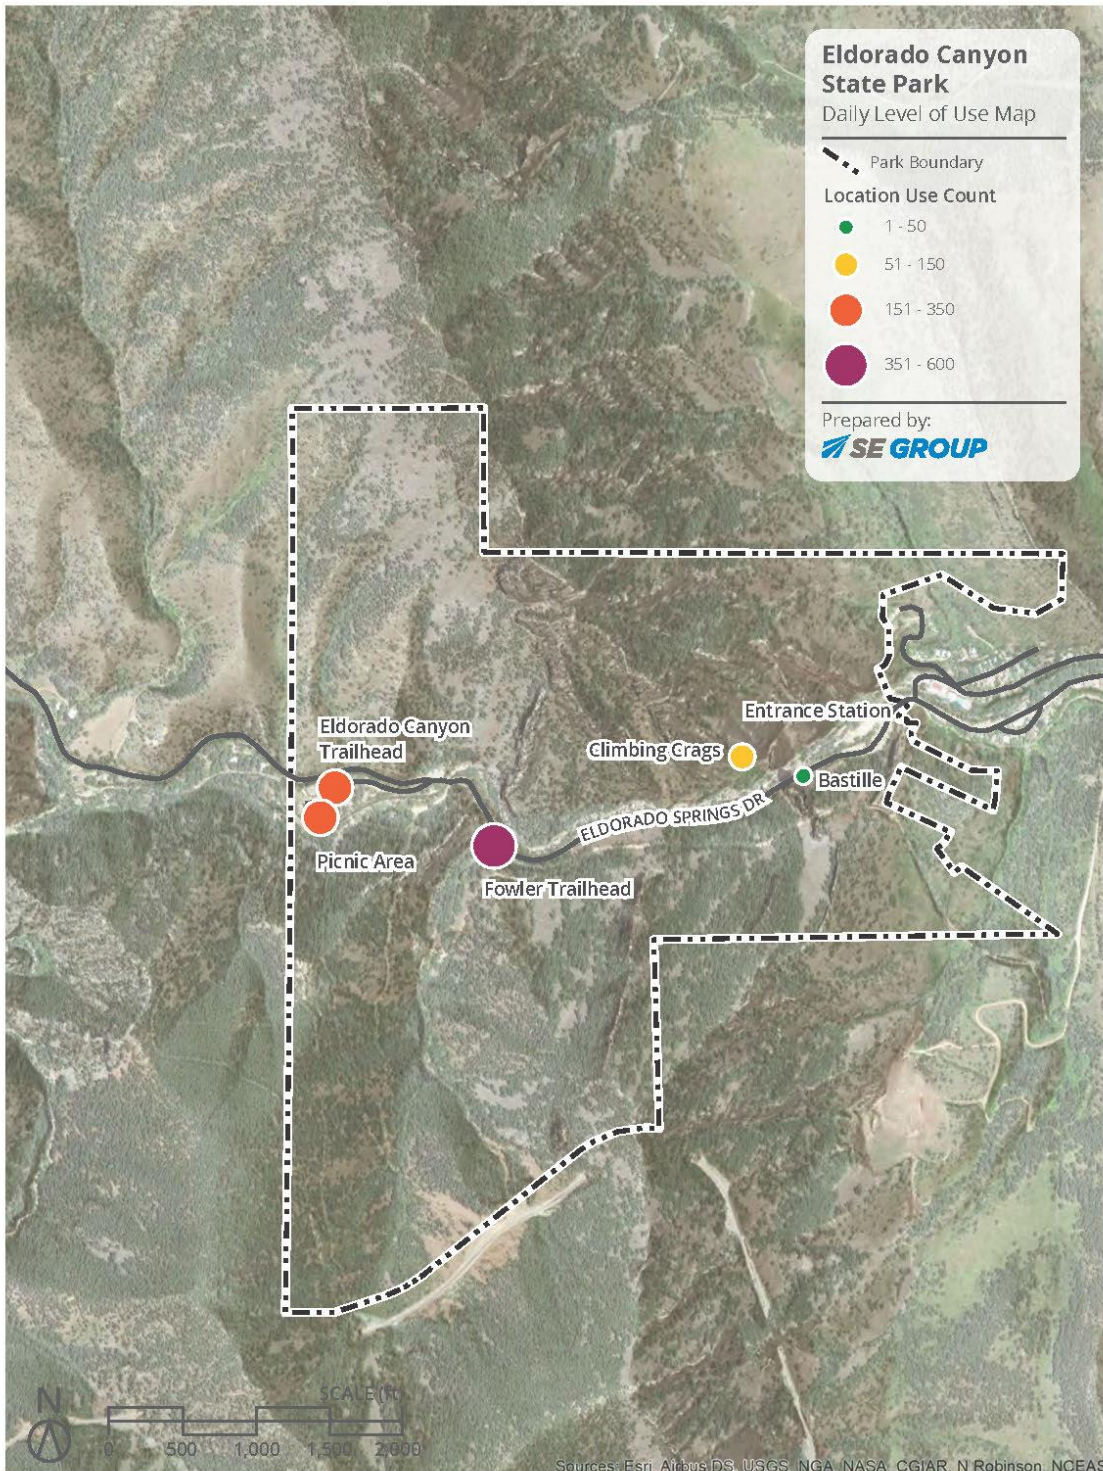 Eldorado Canyon
State Park
Daily Level of Use Map
Park Boundary
Location Use Count
1 - 50
51 - 150
151 - 350
351 - 600
Prepared by:
SE GROUP
Entrance Station
Eldorado Canyon
Trailhead
Climbing Crags
Bastille
ELDORADO SPRINGS DR
Picnic Area
Fowler Trailhead
N
SCALE (ft)
0 500 1,000 1,500 2,000
Sources: Esri, Airbus DS, USGS, NGA, NASA, CGIAR, N Robinson, NCEAS